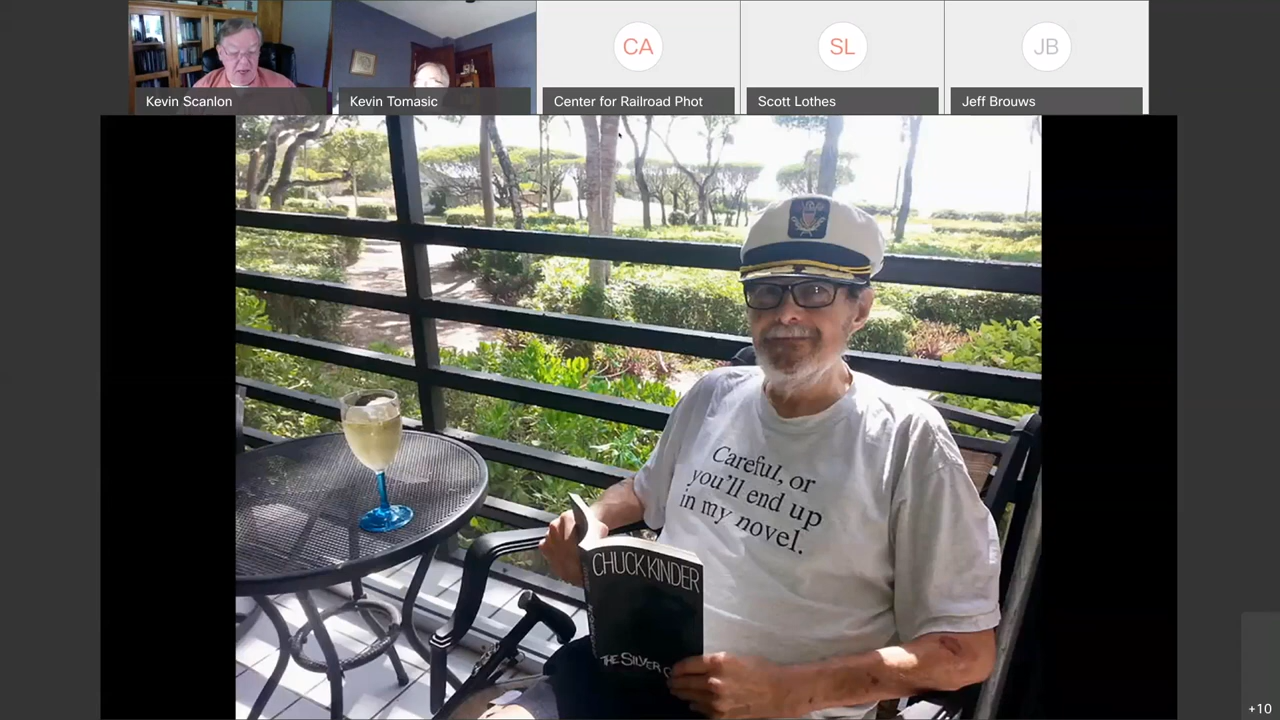 CA
SL
JB
Kevin Scanlon
Kevin Tomasic
Center for Railroad Phot
Scott Lothes
Jeff Brouws
Careful, or
you'll end up
in my novel.
CHUCK KINDER
THE SILVER
+10